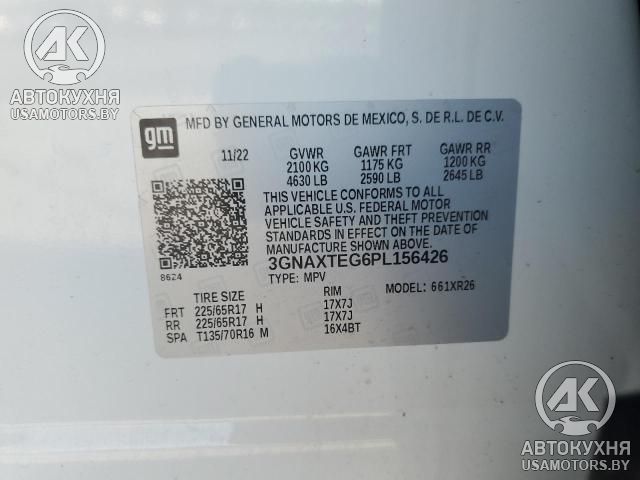 AK
АВТОКУХНЯ
USAMOTORS.BY
gm
MFD BY GENERAL MOTORS DE MEXICO, S. DE R.L. DE C.V.
11/22 GVWR GAWR FRT GAWR RR
2100 KG 1175 KG 1200 KG
4630 LB 2590 LB 2645 LB
THIS VEHICLE CONFORMS TO ALL
APPLICABLE U.S. FEDERAL MOTOR
VEHICLE SAFETY AND THEFT PREVENTION
STANDARDS IN EFFECT ON THE DATE OF
MANUFACTURE SHOWN ABOVE.
3GNAXTEG6PL156426
8624
TYPE: MPV MODEL: 661XR26
TIRE SIZE RIM
FRT 225/65R17 H 17X7J
RR 225/65R17 H 17X7J
SPA T135/70R16 M 16X4BT
AK
АВТОКУХНЯ
USAMOTORS.BY